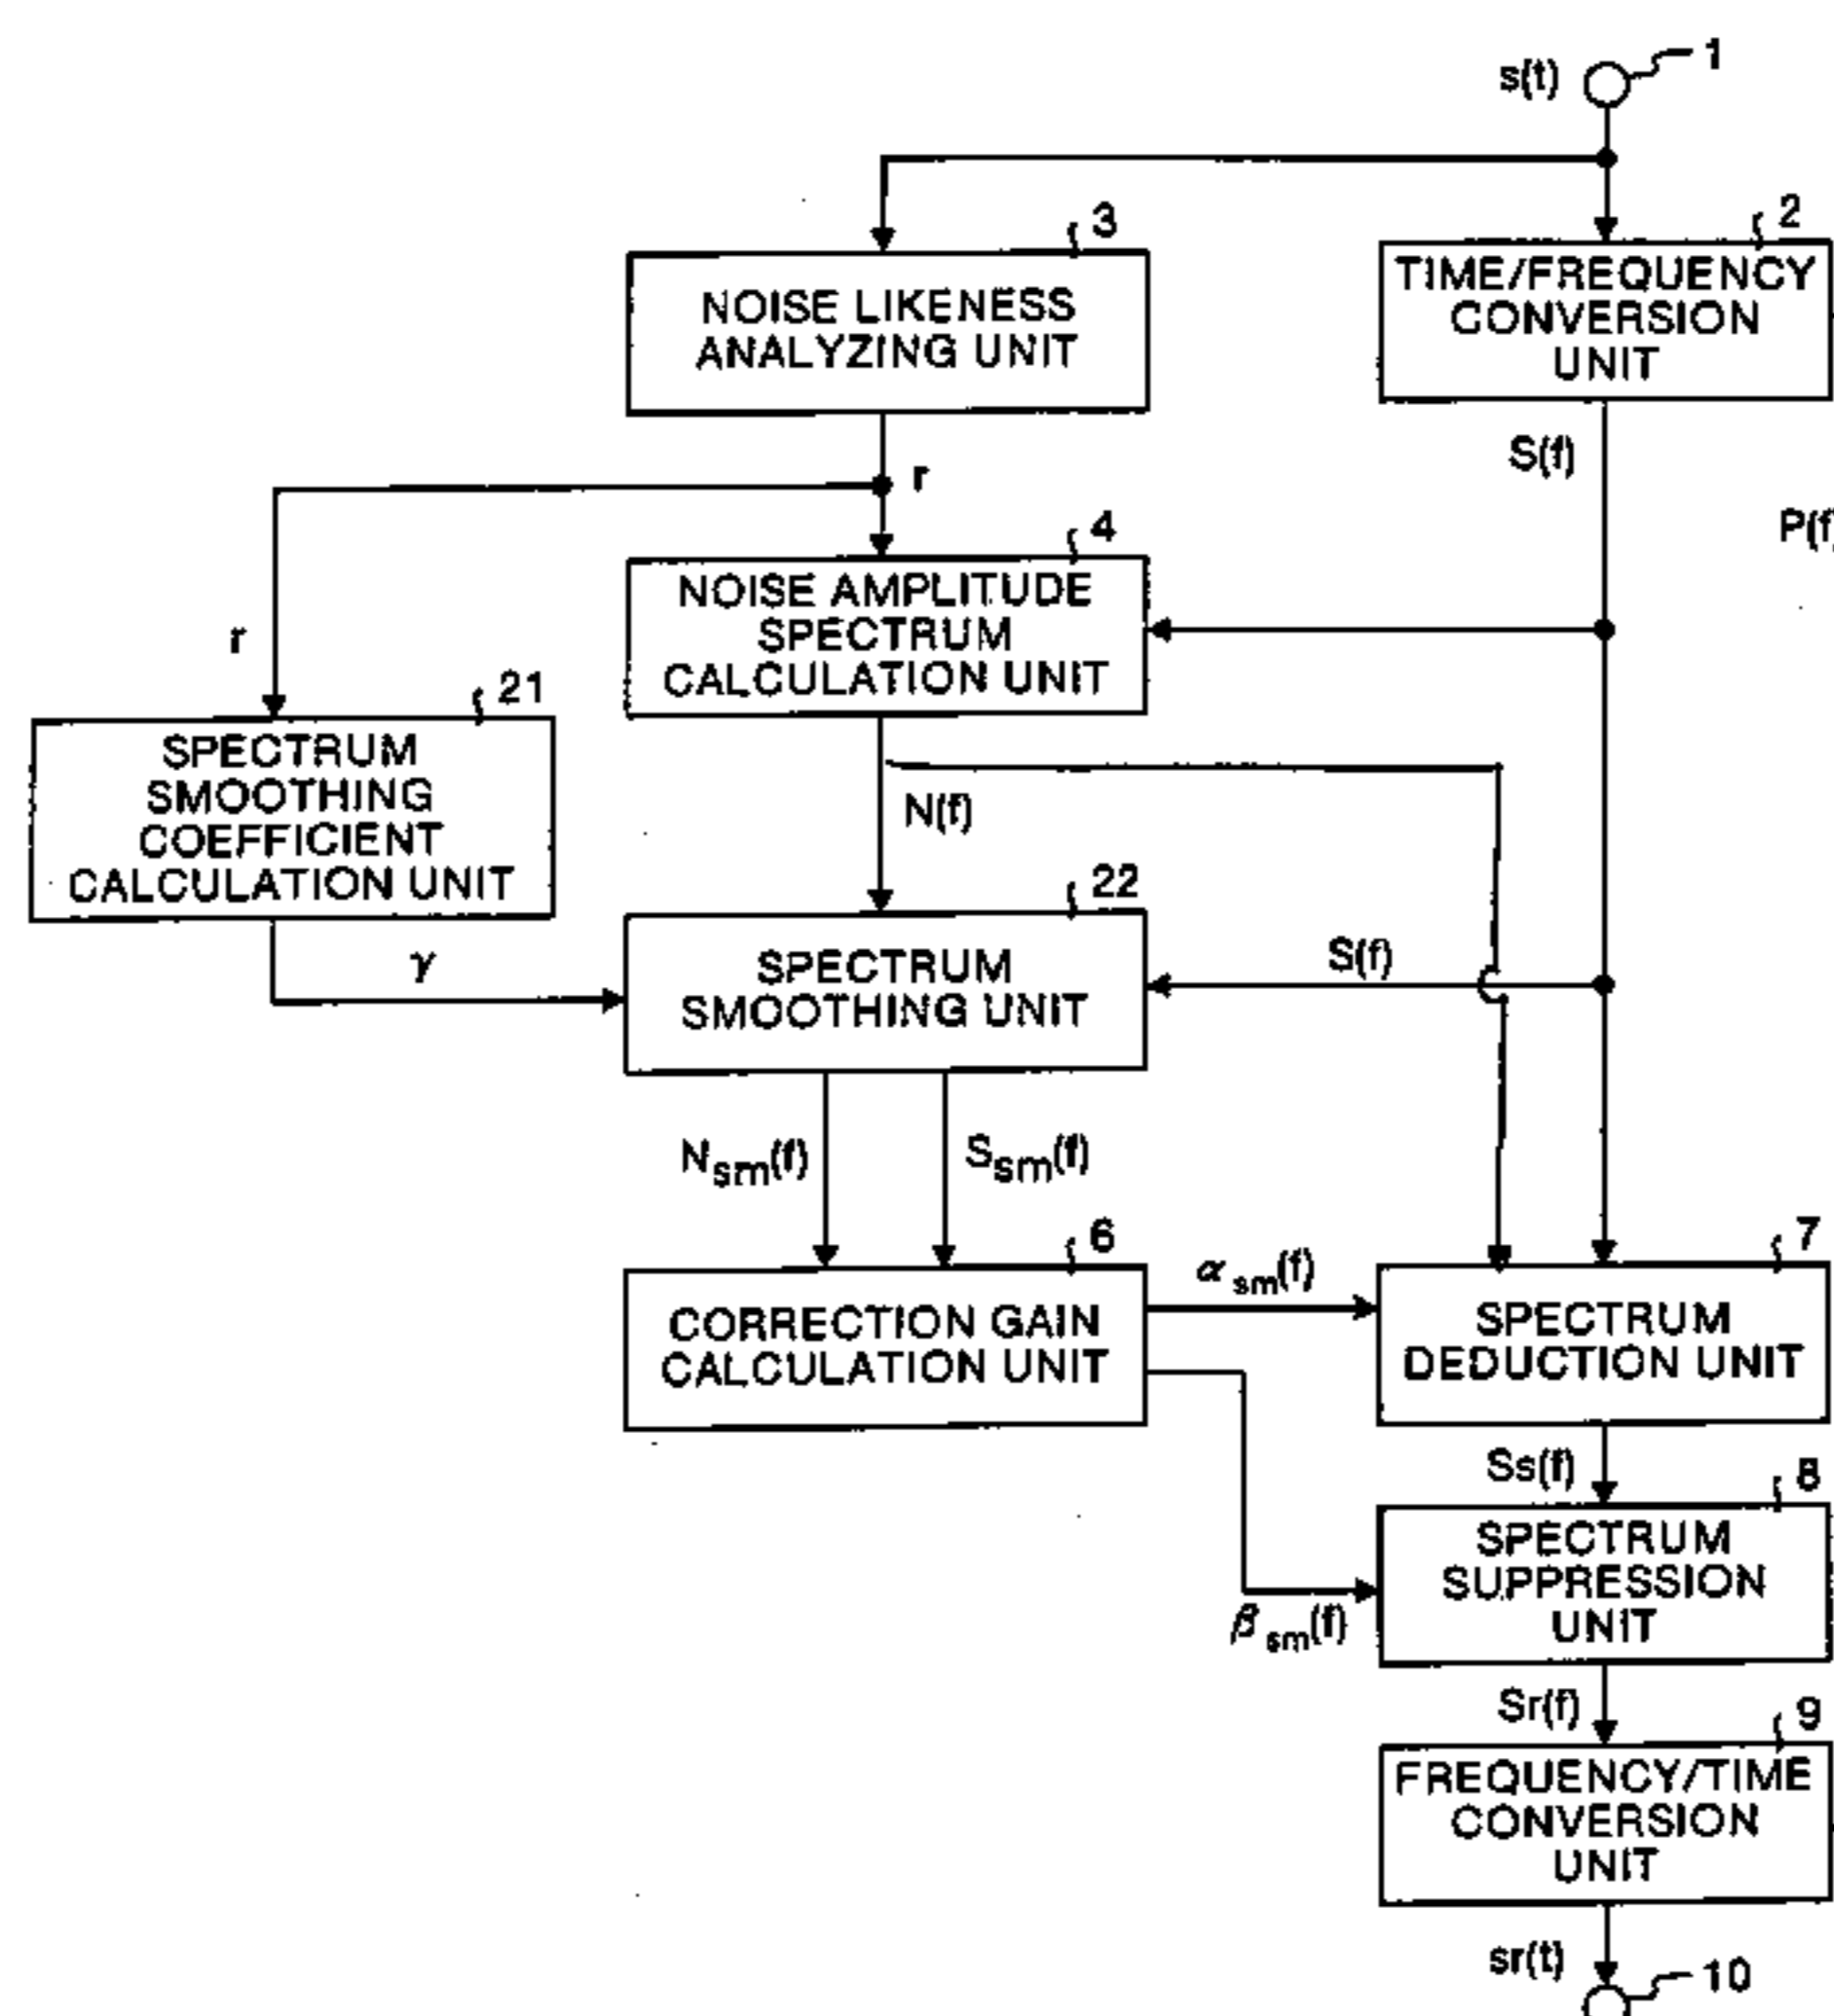 s(t)
1
3
NOISE LIKENESS
ANALYZING UNIT
2
TIME/FREQUENCY
CONVERSION
UNIT
S(f)
P(f)
r
4
NOISE AMPLITUDE
SPECTRUM
CALCULATION UNIT
r
21
SPECTRUM
SMOOTHING
COEFFICIENT
CALCULATION UNIT
N(f)
γ
22
SPECTRUM
SMOOTHING UNIT
S(f)
Nsm(f)
Ssm(f)
6
CORRECTION GAIN
CALCULATION UNIT
αsm(f)
7
SPECTRUM
DEDUCTION UNIT
Ss(f)
8
SPECTRUM
SUPPRESSION
UNIT
βsm(f)
Sr(f)
9
FREQUENCY/TIME
CONVERSION
UNIT
sr(t)
10